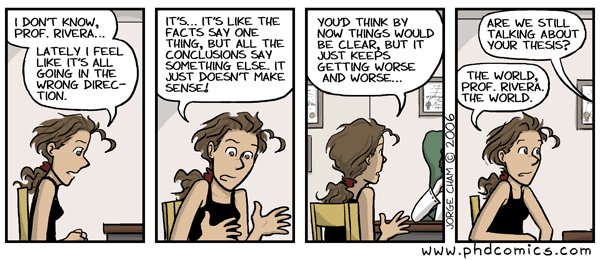 I DON'T KNOW,
PROF. RIVERA...
LATELY I FEEL
LIKE IT'S ALL
GOING IN THE
WRONG DIREC-
TION.
IT'S... IT'S LIKE THE
FACTS SAY ONE
THING, BUT ALL THE
CONCLUSIONS SAY
SOMETHING ELSE. IT
JUST DOESN'T MAKE
SENSE!
YOU'D THINK BY
NOW THINGS WOULD
BE CLEAR, BUT IT
JUST KEEPS
GETTING WORSE
AND WORSE...
JORGE CHAM © 2006
ARE WE STILL
TALKING ABOUT
YOUR THESIS?
THE WORLD,
PROF. RIVERA.
THE WORLD.
www.phdcomics.com